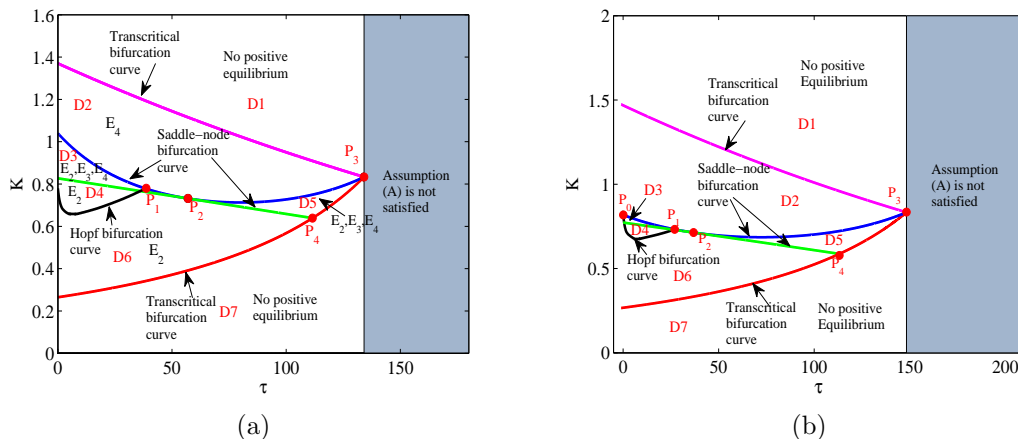 1.6
1.4
1.2
1
0.8
0.6
0.4
0.2
0
K
0
50
100
150
τ
Transcritical
bifurcation
curve
No positive
equilibrium
D1
D2
E4
D3
Saddle−node
bifurcation
curve
P3
E2,E3,E4
E2
D4
P1
P2
D5
P4
E2,E3,E4
Hopf bifurcation
curve
D6
E2
Transcritical
bifurcation
curve
D7
No positive
equilibrium
Assumption
(A) is not
satisfied
(a)
2
1.5
1
0.5
0
K
0
50
100
150
200
τ
No positive
Equilibrium
Transcritical
bifurcation
curve
D1
Saddle−node
bifurcation
curve
D2
D3
P0
P1
P2
P3
D4
D5
P4
Hopf bifurcation
curve
D6
Transcritical
bifurcation
curve
No positive
Equilibrium
D7
Assumption
(A) is not
satisfied
(b)